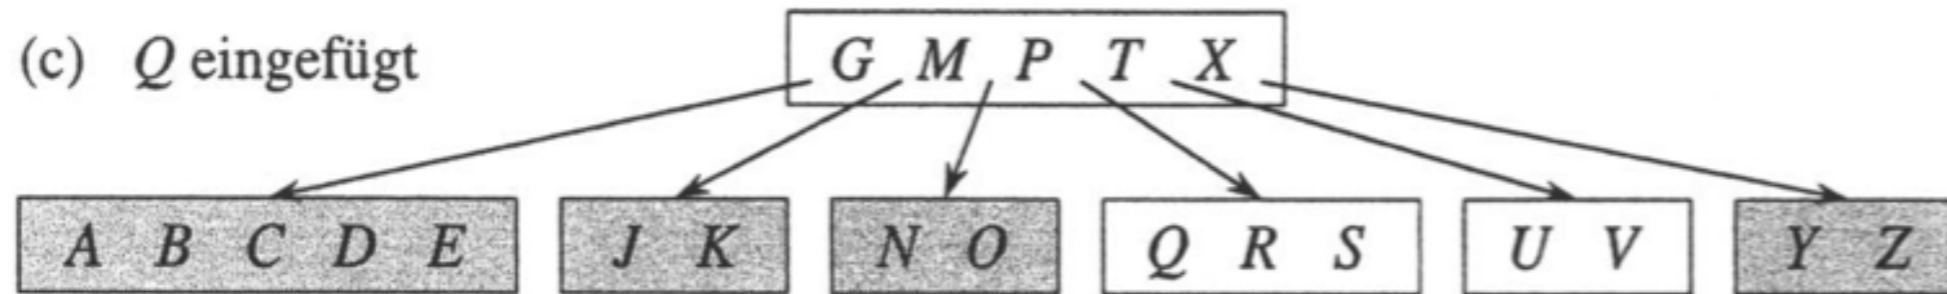 (c) Q eingefügt
G M P T X
A B C D E J K N O Q R S U V Y Z